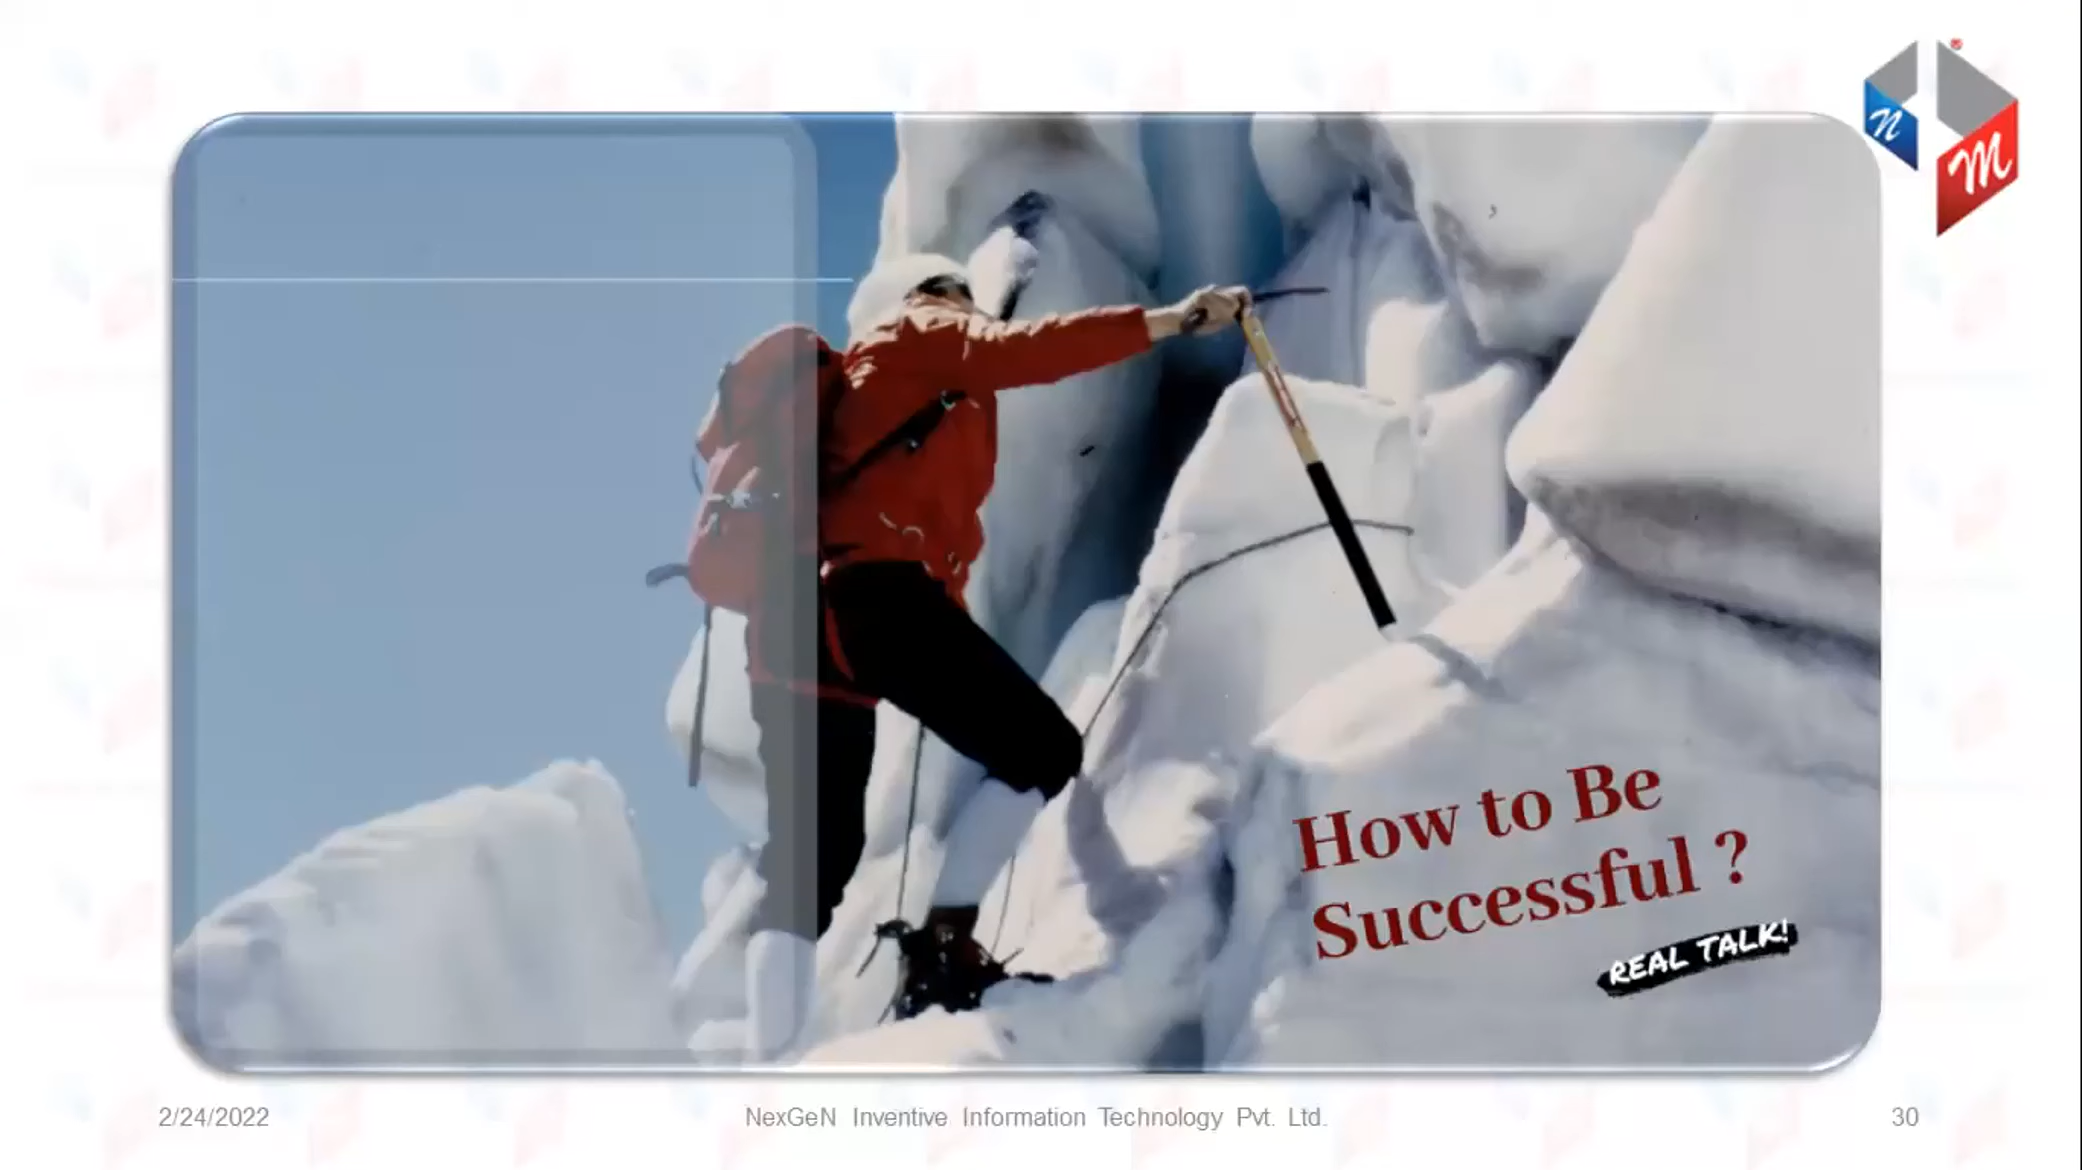 n
M
How to Be
Successful ?
REAL TALK!
2/24/2022
NexGeN Inventive Information Technology Pvt. Ltd.
30